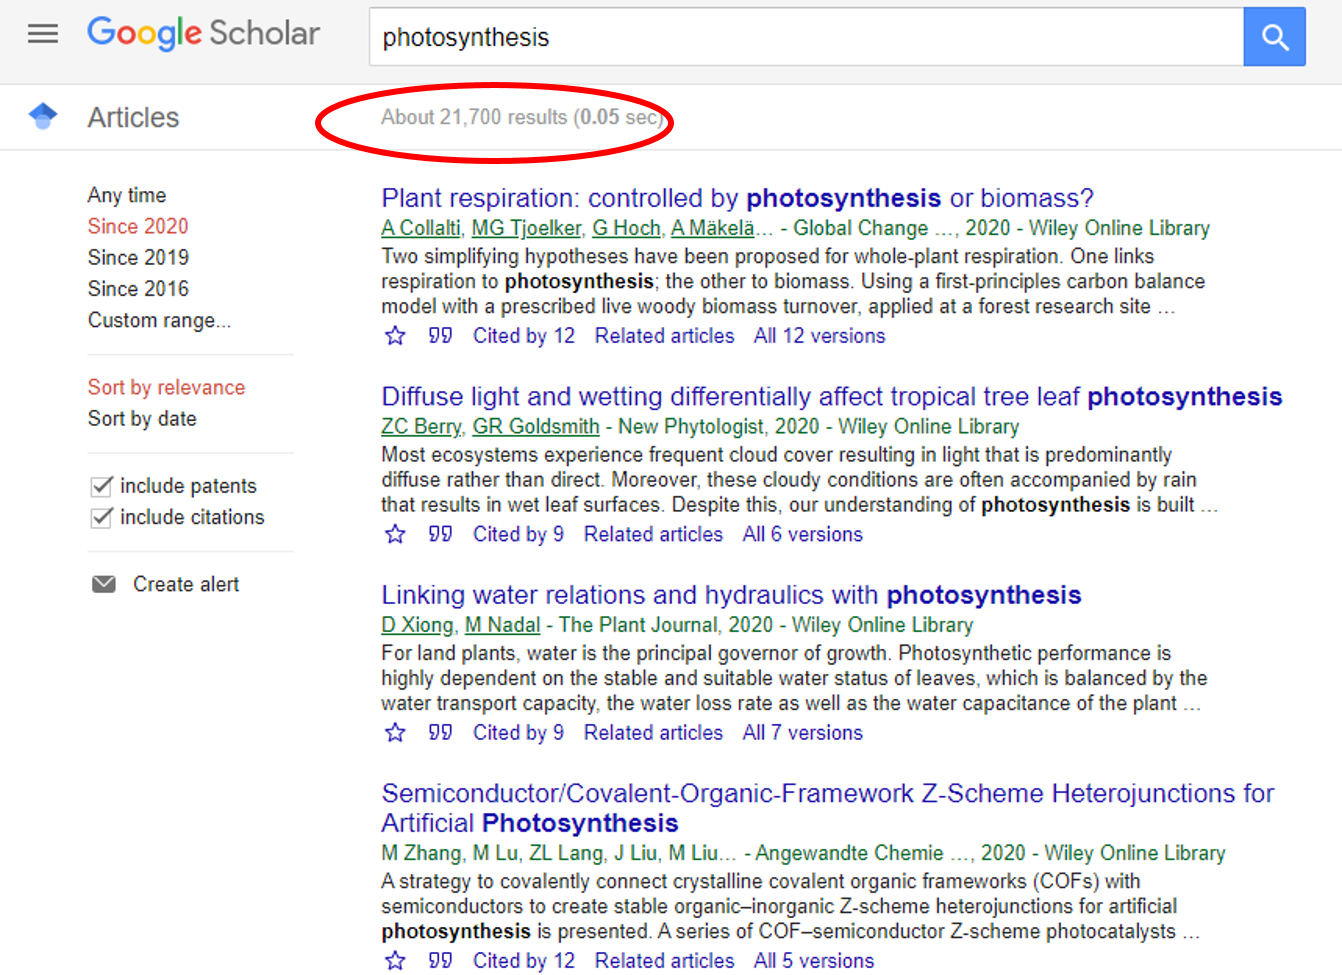 Google Scholar
photosynthesis
Articles
About 21,700 results (0.05 sec)
Any time
Since 2020
Since 2019
Since 2016
Custom range...
Sort by relevance
Sort by date
include patents
include citations
Create alert
Plant respiration: controlled by photosynthesis or biomass?
A Collalti, MG Tjoelker, G Hoch, A Mäkelä… - Global Change …, 2020 - Wiley Online Library
Two simplifying hypotheses have been proposed for whole-plant respiration. One links
respiration to photosynthesis; the other to biomass. Using a first-principles carbon balance
model with a prescribed live woody biomass turnover, applied at a forest research site …
Cited by 12 Related articles All 12 versions
Diffuse light and wetting differentially affect tropical tree leaf photosynthesis
ZC Berry, GR Goldsmith - New Phytologist, 2020 - Wiley Online Library
Most ecosystems experience frequent cloud cover resulting in light that is predominantly
diffuse rather than direct. Moreover, these cloudy conditions are often accompanied by rain
that results in wet leaf surfaces. Despite this, our understanding of photosynthesis is built …
Cited by 9 Related articles All 6 versions
Linking water relations and hydraulics with photosynthesis
D Xiong, M Nadal - The Plant Journal, 2020 - Wiley Online Library
For land plants, water is the principal governor of growth. Photosynthetic performance is
highly dependent on the stable and suitable water status of leaves, which is balanced by the
water transport capacity, the water loss rate as well as the water capacitance of the plant …
Cited by 9 Related articles All 7 versions
Semiconductor/Covalent-Organic-Framework Z-Scheme Heterojunctions for
Artificial Photosynthesis
M Zhang, M Lu, ZL Lang, J Liu, M Liu… - Angewandte Chemie …, 2020 - Wiley Online Library
A strategy to covalently connect crystalline covalent organic frameworks (COFs) with
semiconductors to create stable organic–inorganic Z-scheme heterojunctions for artificial
photosynthesis is presented. A series of COF–semiconductor Z-scheme photocatalysts …
Cited by 12 Related articles All 5 versions